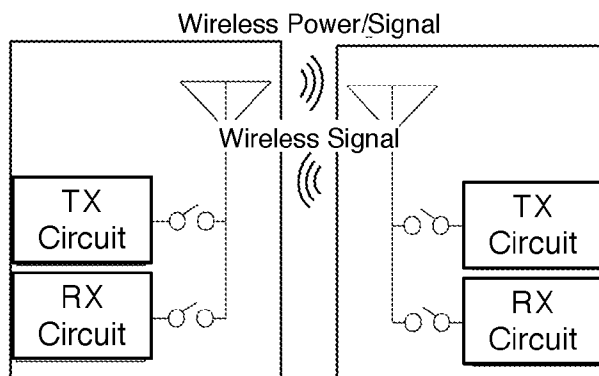 Wireless Power/Signal
Wireless Signal
TX
Circuit
RX
Circuit
TX
Circuit
RX
Circuit